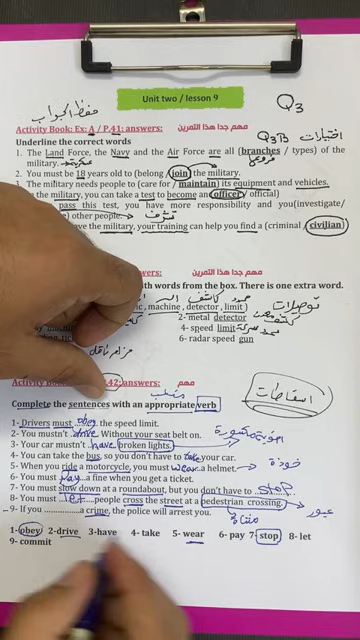 Unit two / lesson 9
Q3
حفظ الجواب
Activity Book: Ex: A / P.41: answers: مهم جدا هذا التمرين
اختيارات Q3B
Underline the correct words
1. The Land Force, the Navy and the Air Force are all (branches / types) of the
military.
2. You must be 18 years old to (belong / join) the military.
The military needs people to (care for / maintain) its equipment and vehicles.
the military, you can take a test to become and (officer / official)
pass this test, you have more responsibility and you (investigate/
) other people.
the military, your training can help you find a (criminal / civilian)
answers: مهم جدا هذا التمرين
with words from the box. There is one extra word.
توصيلات
, machine, detector, limit
2- metal detector
4- speed limit
6- radar speed gun
42: answers: مهم
Complete the sentences with an appropriate verb
اسقاطات
1- Drivers must obey the speed limit.
2- You mustn't drive Without your seat belt on.
3- Your car mustn't have broken lights.
4- You can take the bus, so you don't have to take your car.
5- When you ride a motorcycle, you must wear a helmet. خوذة
6- You must pay a fine when you get a ticket.
7- You must slow down at a roundabout, but you don't have to stop
8- You must let people cross the street at a pedestrian crossing. عبور
9- If you ............ a crime, the police will arrest you.
1- obey 2- drive 3-have 4- take 5- wear 6- pay 7- stop 8- let
9- commit